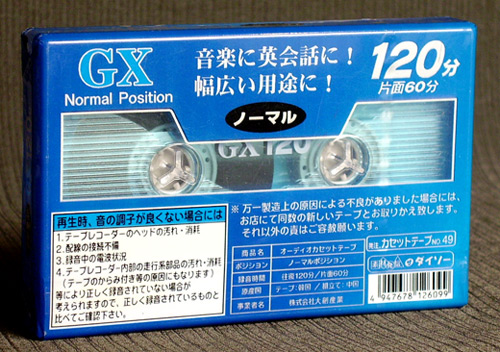 GX
Normal Position
音楽に英会話に!
幅広い用途に!
120分
片面60分
ノーマル
GX 120
再生時、音の調子が良くない場合には
1.テープレコーダーのヘッドの汚れ・消耗
2.配線の接続不備
3.録音中の電波状況
4.テープレコーダー内部の走行系部品の汚れ・消耗
(テープのからみ付き等の原因にもなります)
等により正しく録音されていない場合が
考えられますので、正しく録音されているものと
比べてご確認下さい。
※万一製造上の原因による不良がありました場合には、
お店にて同数の新しいテープとお取りかえ致します。
それ以外の責はご容赦願います。
商品名 オーディオカセットテープ
ポジション ノーマルポジション
録音時間 往復120分/片面60分
原産国 テープ:韓国/組立て:中国
株式会社大創産業
発注 カセットテープ No.49
ダイソー
4 947678 126099